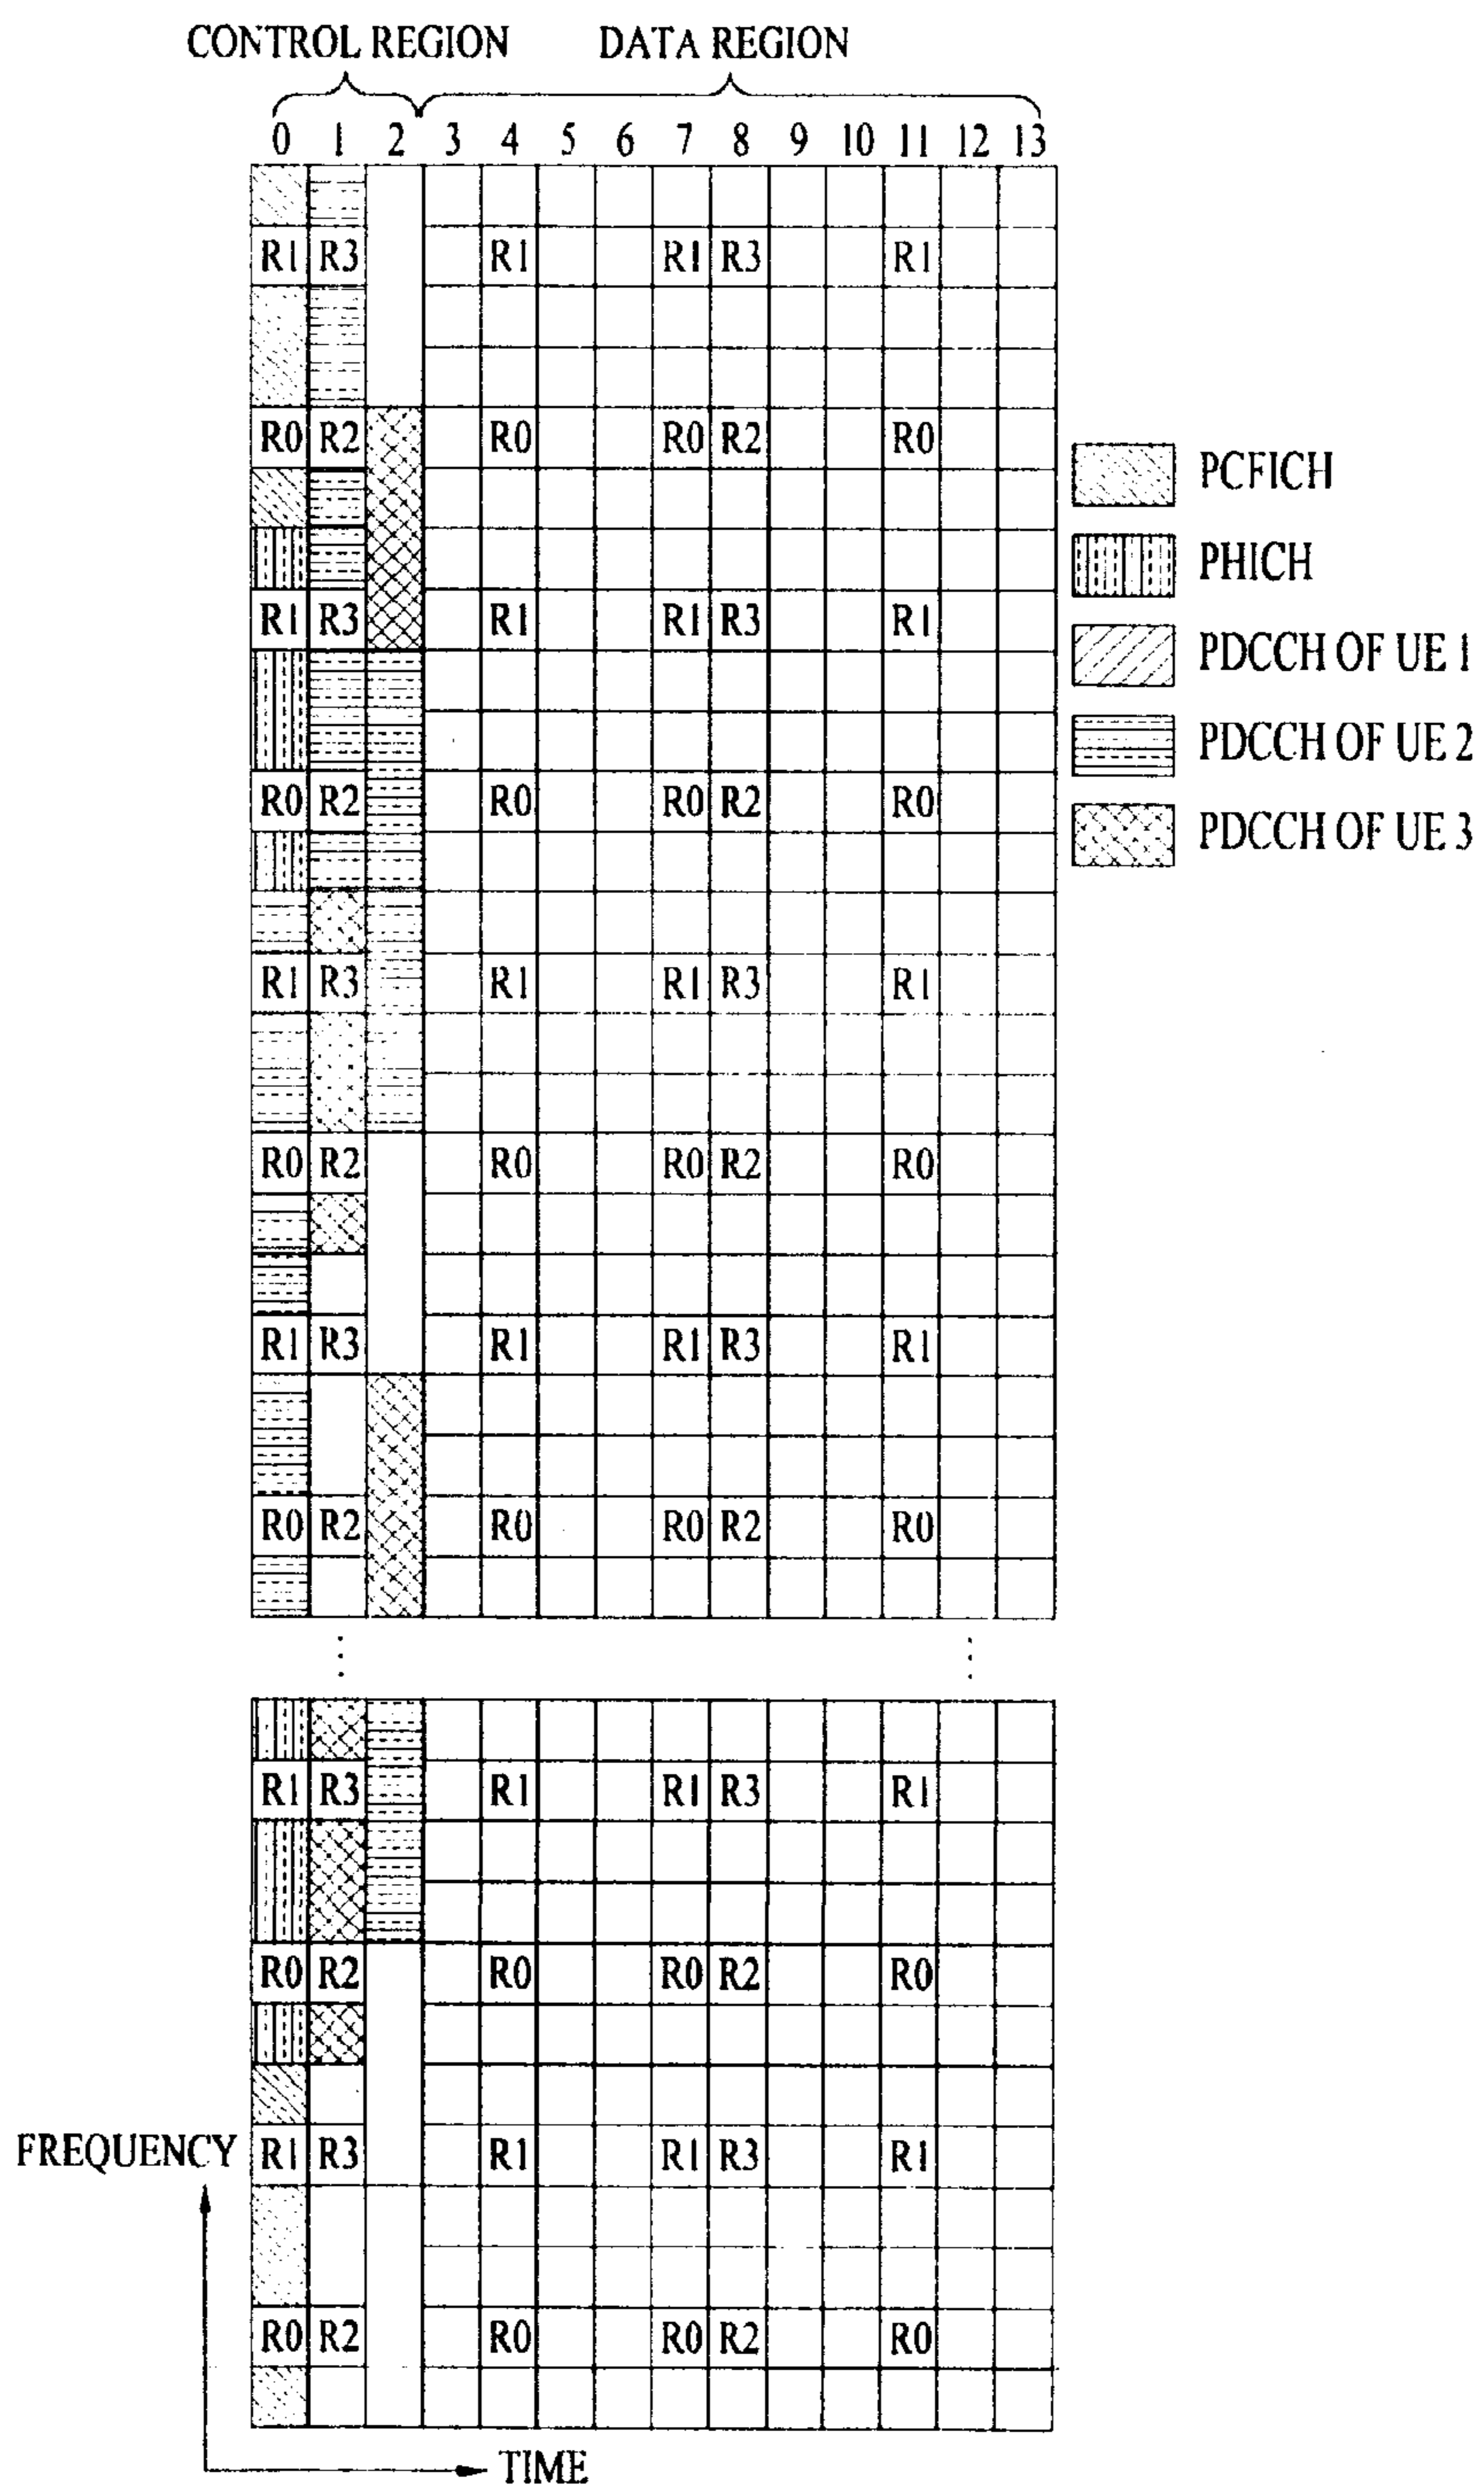 CONTROL REGION DATA REGION
0 1 2 3 4 5 6 7 8 9 10 11 12 13
R1 R3 R1 R1 R3 R1
R0 R2 R0 R0 R2 R0
PCFICH
PHICH
R1 R3 R1 R1 R3 R1
PDCCH OF UE 1
PDCCH OF UE 2
R0 R2 R0 R0 R2 R0
PDCCH OF UE 3
R1 R3 R1 R1 R3 R1
R0 R2 R0 R0 R2 R0
R1 R3 R1 R1 R3 R1
R0 R2 R0 R0 R2 R0
R1 R3 R1 R1 R3 R1
R0 R2 R0 R0 R2 R0
FREQUENCY R1 R3 R1 R1 R3 R1
R0 R2 R0 R0 R2 R0
TIME